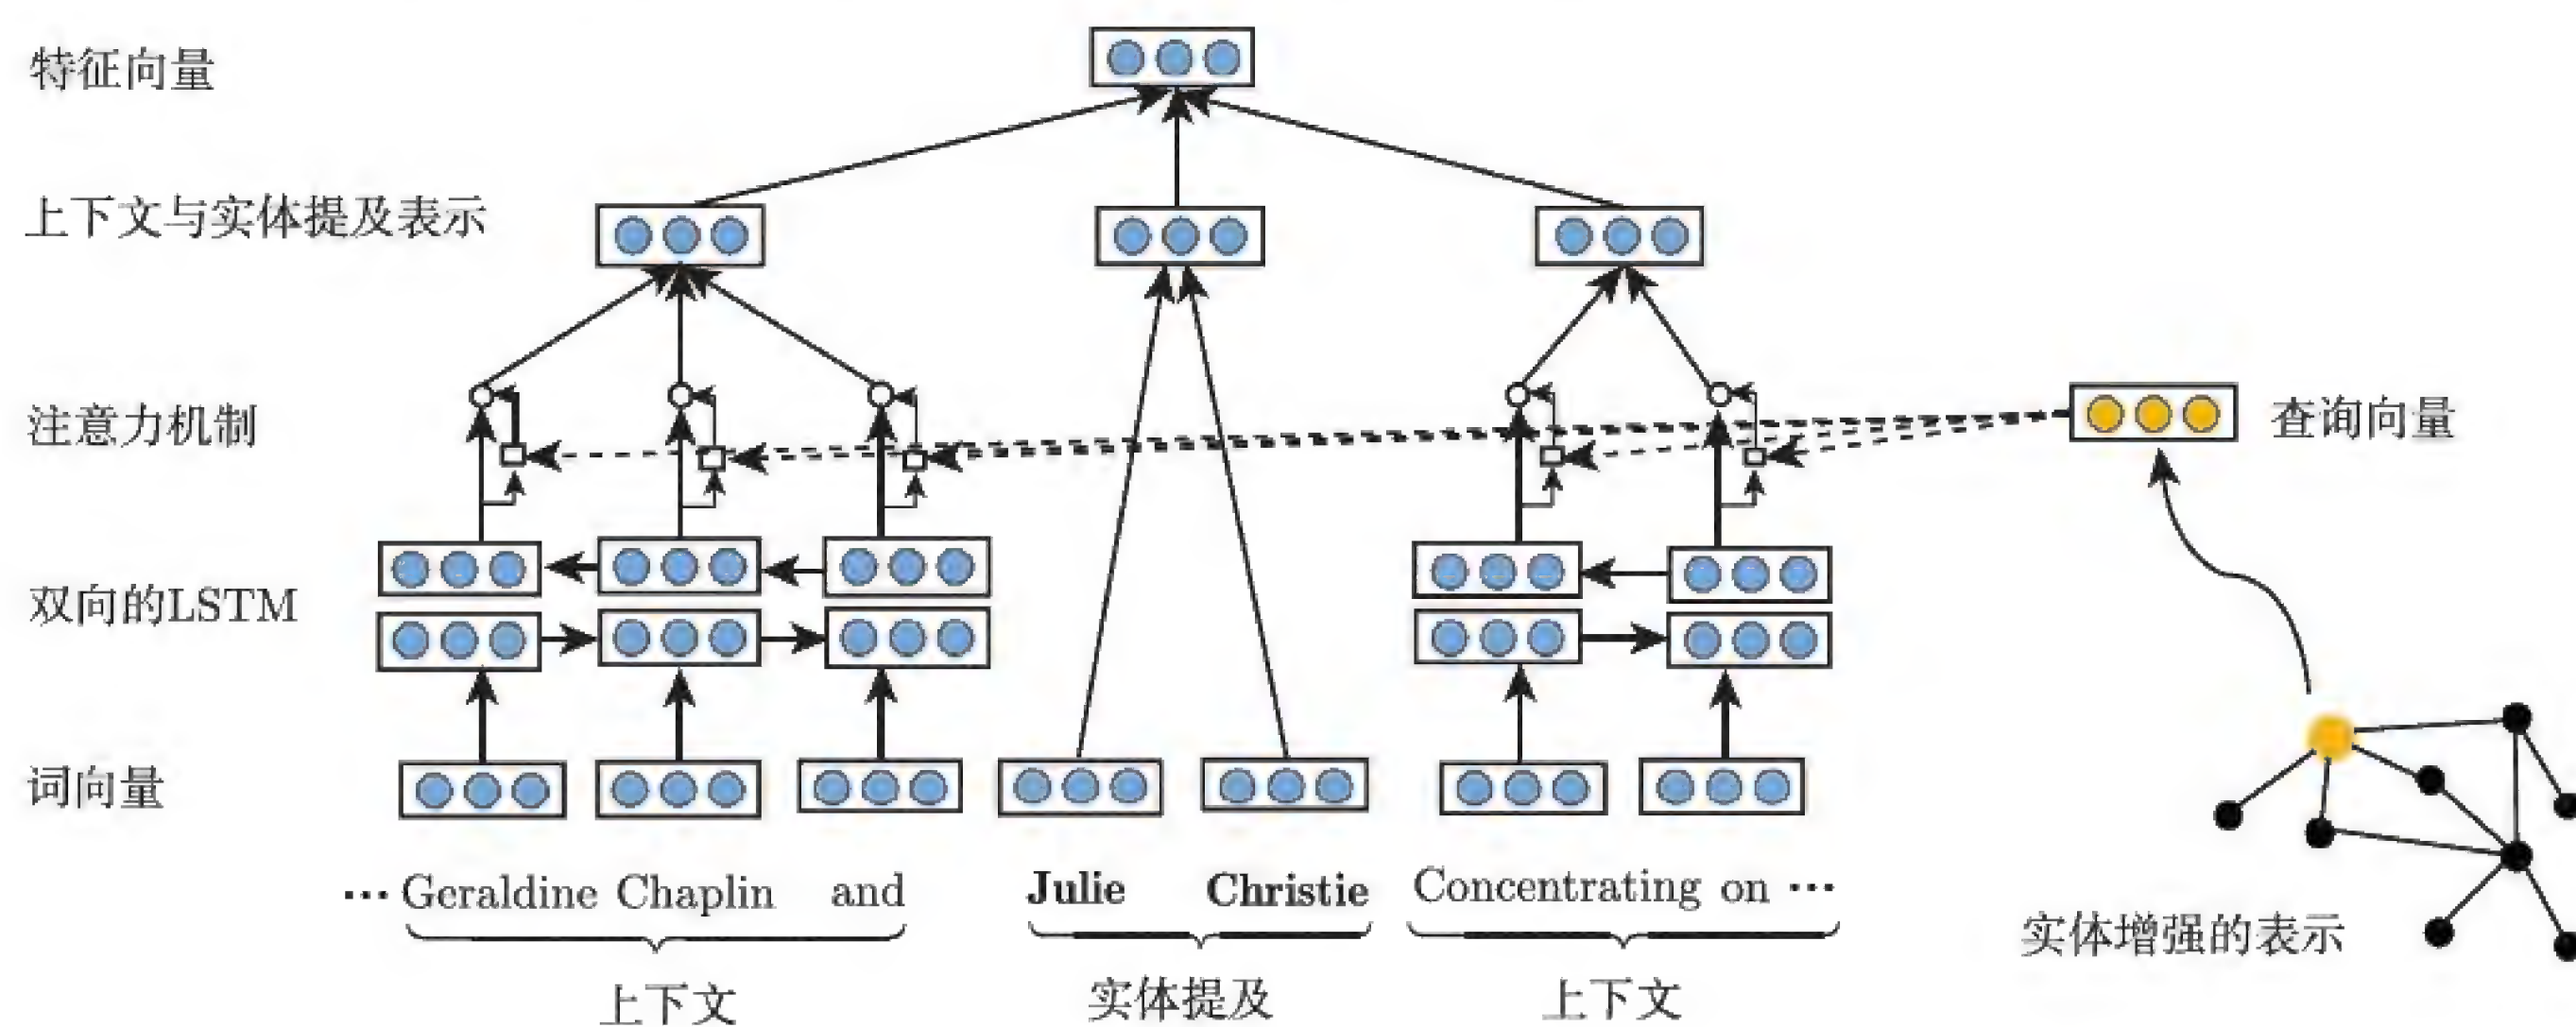 特征向量
上下文与实体提及表示
注意力机制
查询向量
双向的LSTM
词向量
··· Geraldine Chaplin and Julie Christie Concentrating on ···
实体增强的表示
上下文 实体提及 上下文